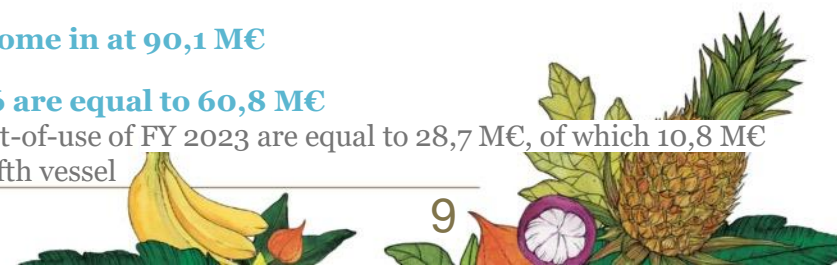 ome in at 90,1 M€
are equal to 60,8 M€
t-of-use of FY 2023 are equal to 28,7 M€, of which 10,8 M€
fth vessel
9